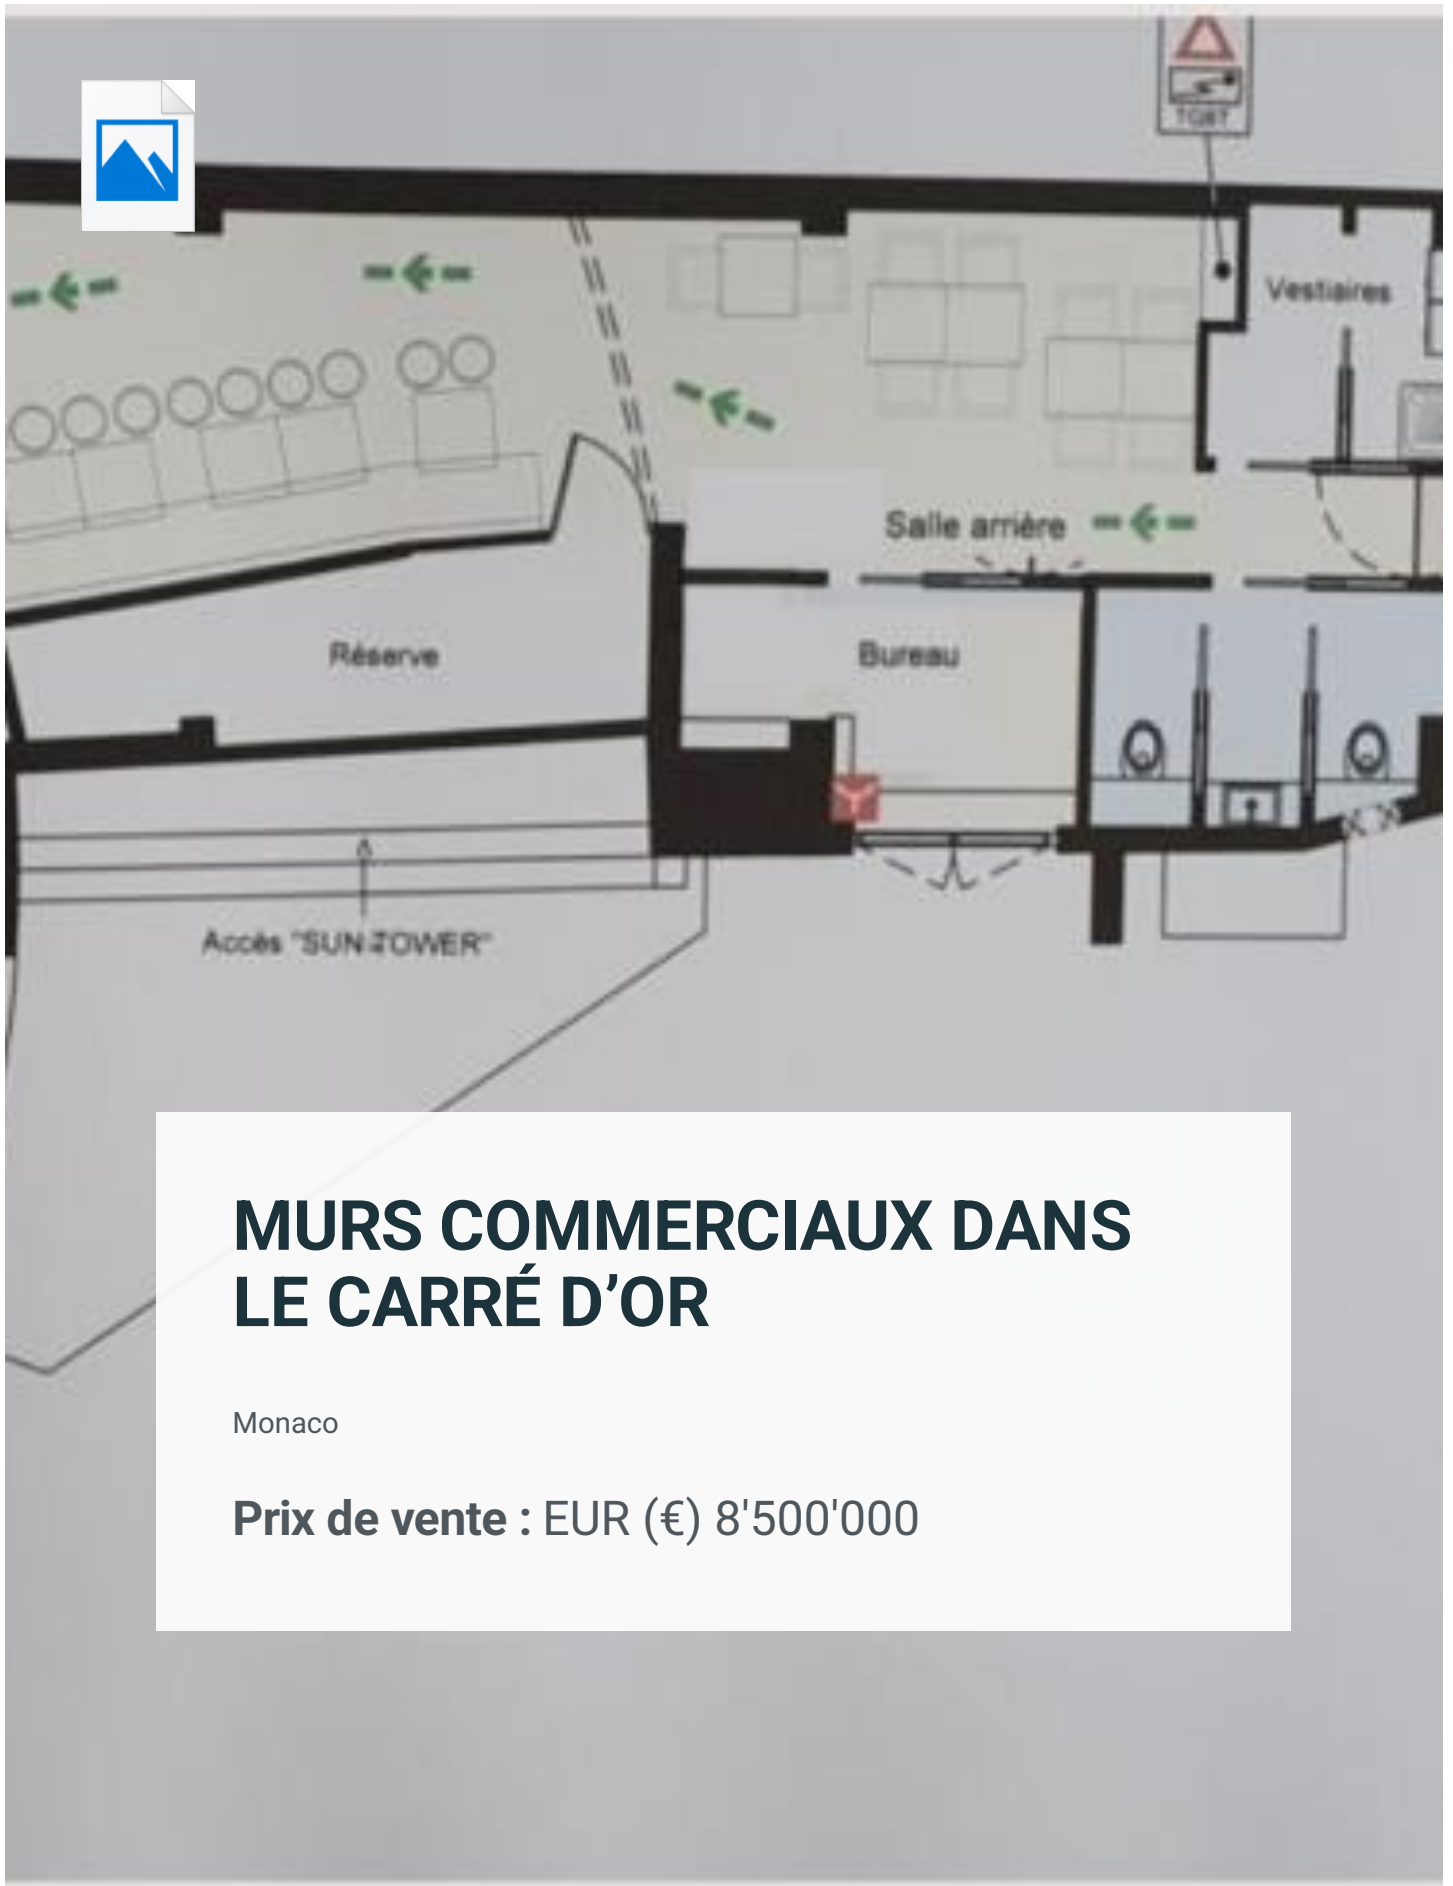 TGBT
Vestiaires
Salle arrière
Réserve
Bureau
Accès "SUN TOWER"
MURS COMMERCIAUX DANS
LE CARRÉ D’OR
Monaco
Prix de vente : EUR (€) 8'500'000